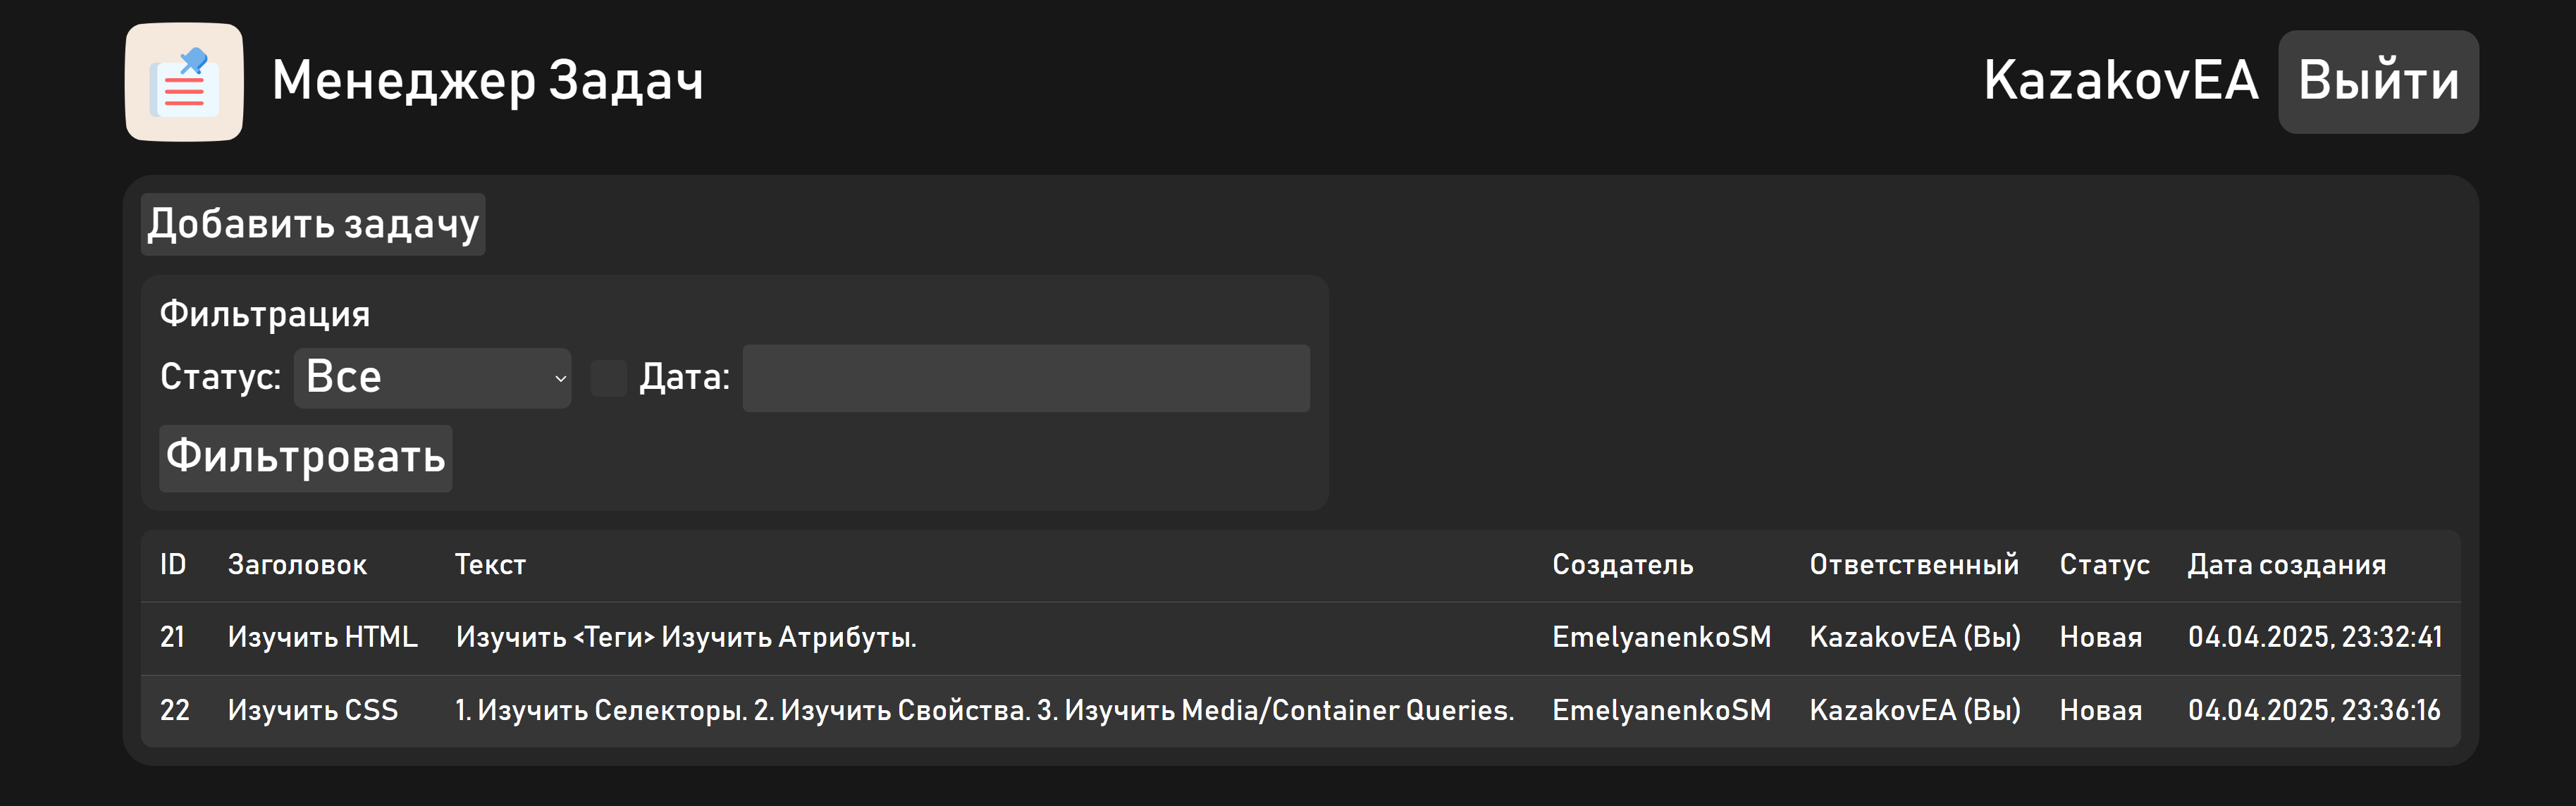 Менеджер Задач
KazakovEA Выйти
Добавить задачу
Фильтрация
Статус: Все Дата:
Фильтровать
ID Заголовок Текст Создатель Ответственный Статус Дата создания
21 Изучить HTML Изучить <Теги> Изучить Атрибуты. EmelyanenkoSM KazakovEA (Вы) Новая 04.04.2025, 23:32:41
22 Изучить CSS 1. Изучить Селекторы. 2. Изучить Свойства. 3. Изучить Media/Container Queries. EmelyanenkoSM KazakovEA (Вы) Новая 04.04.2025, 23:36:16